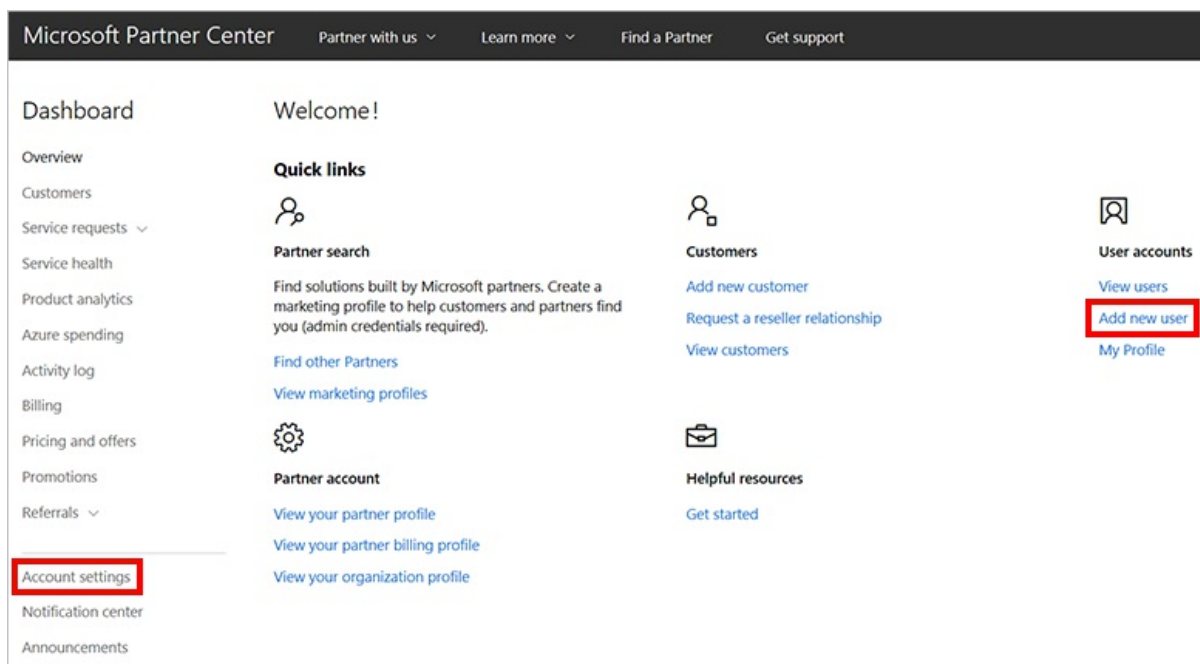 Microsoft Partner Center
Partner with us
Learn more
Find a Partner
Get support
Dashboard
Overview
Customers
Service requests
Service health
Product analytics
Azure spending
Activity log
Billing
Pricing and offers
Promotions
Referrals
Account settings
Notification center
Announcements
Welcome!
Quick links
Partner search
Find solutions built by Microsoft partners. Create a
marketing profile to help customers and partners find
you (admin credentials required).
Find other Partners
View marketing profiles
Customers
Add new customer
Request a reseller relationship
View customers
User accounts
View users
Add new user
My Profile
Partner account
View your partner profile
View your partner billing profile
View your organization profile
Helpful resources
Get started